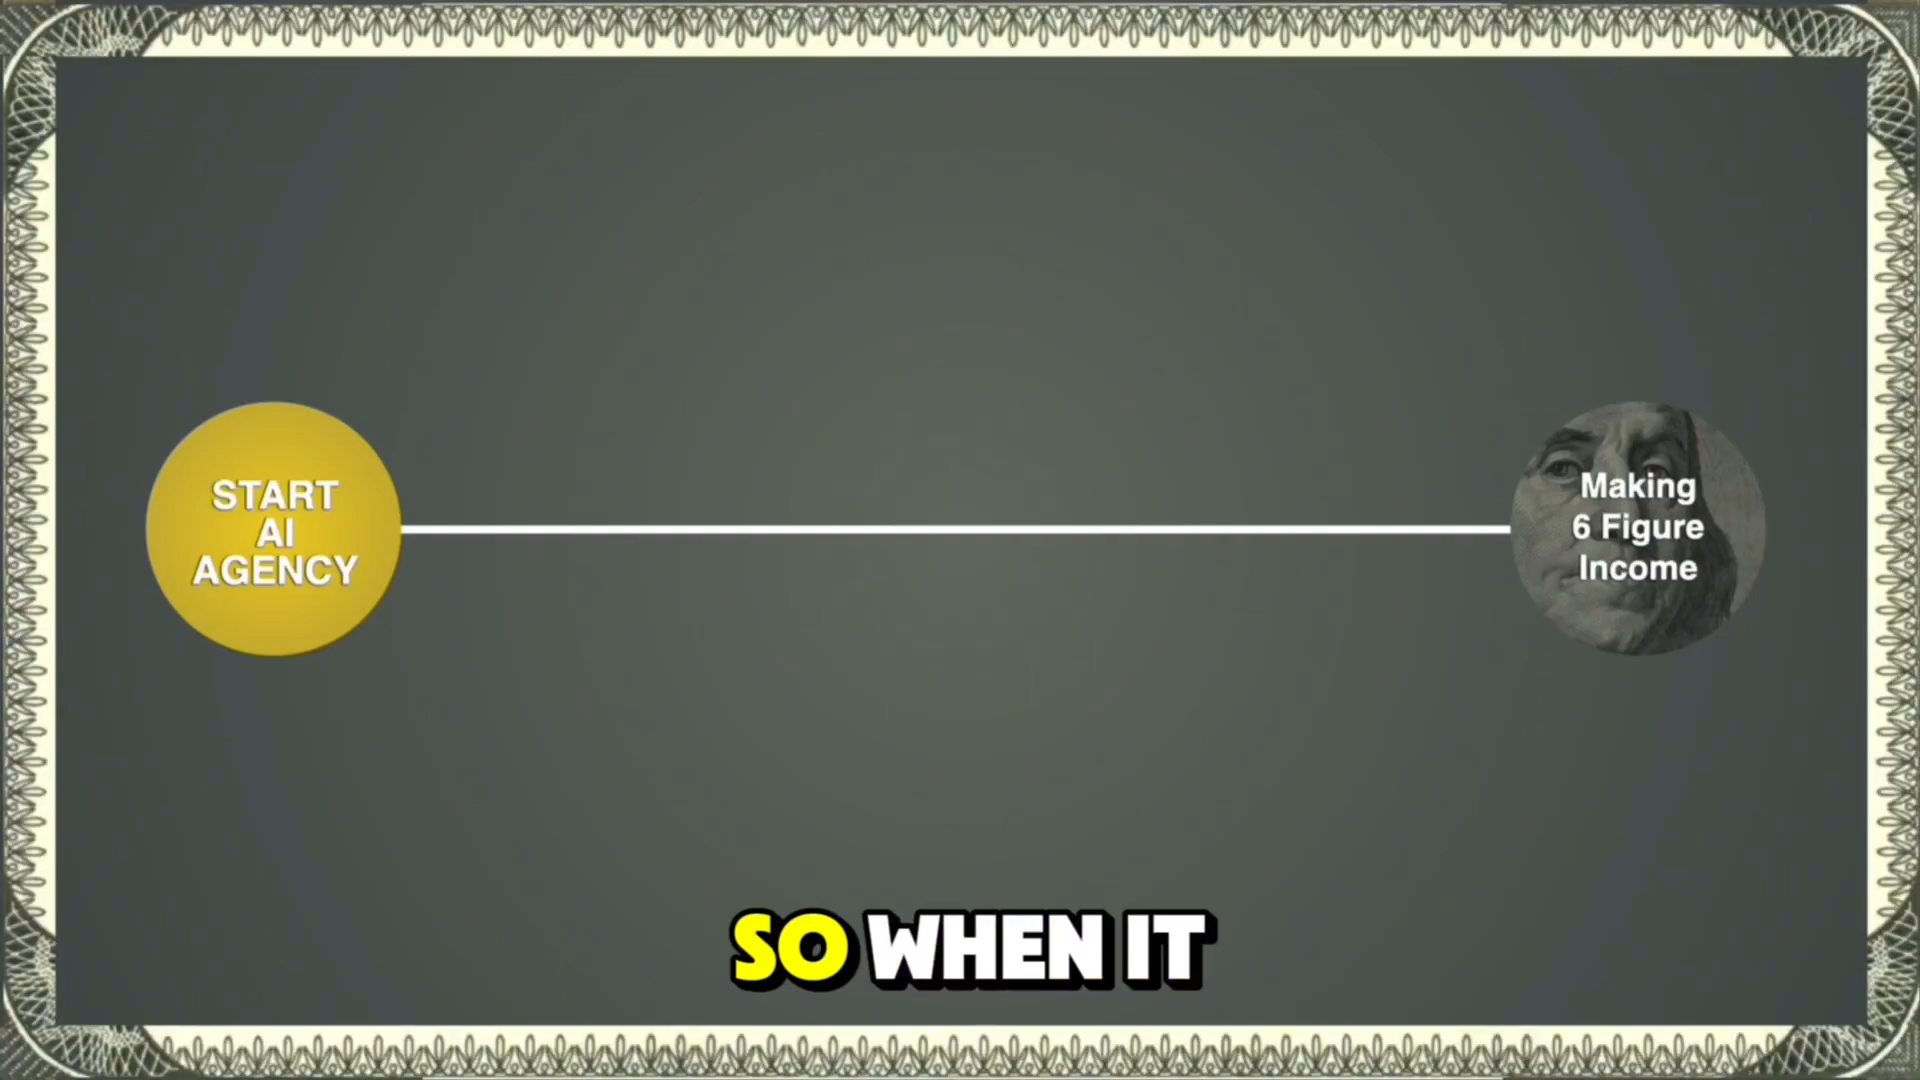 START
AI
AGENCY
Making
6 Figure
Income
SO WHEN IT